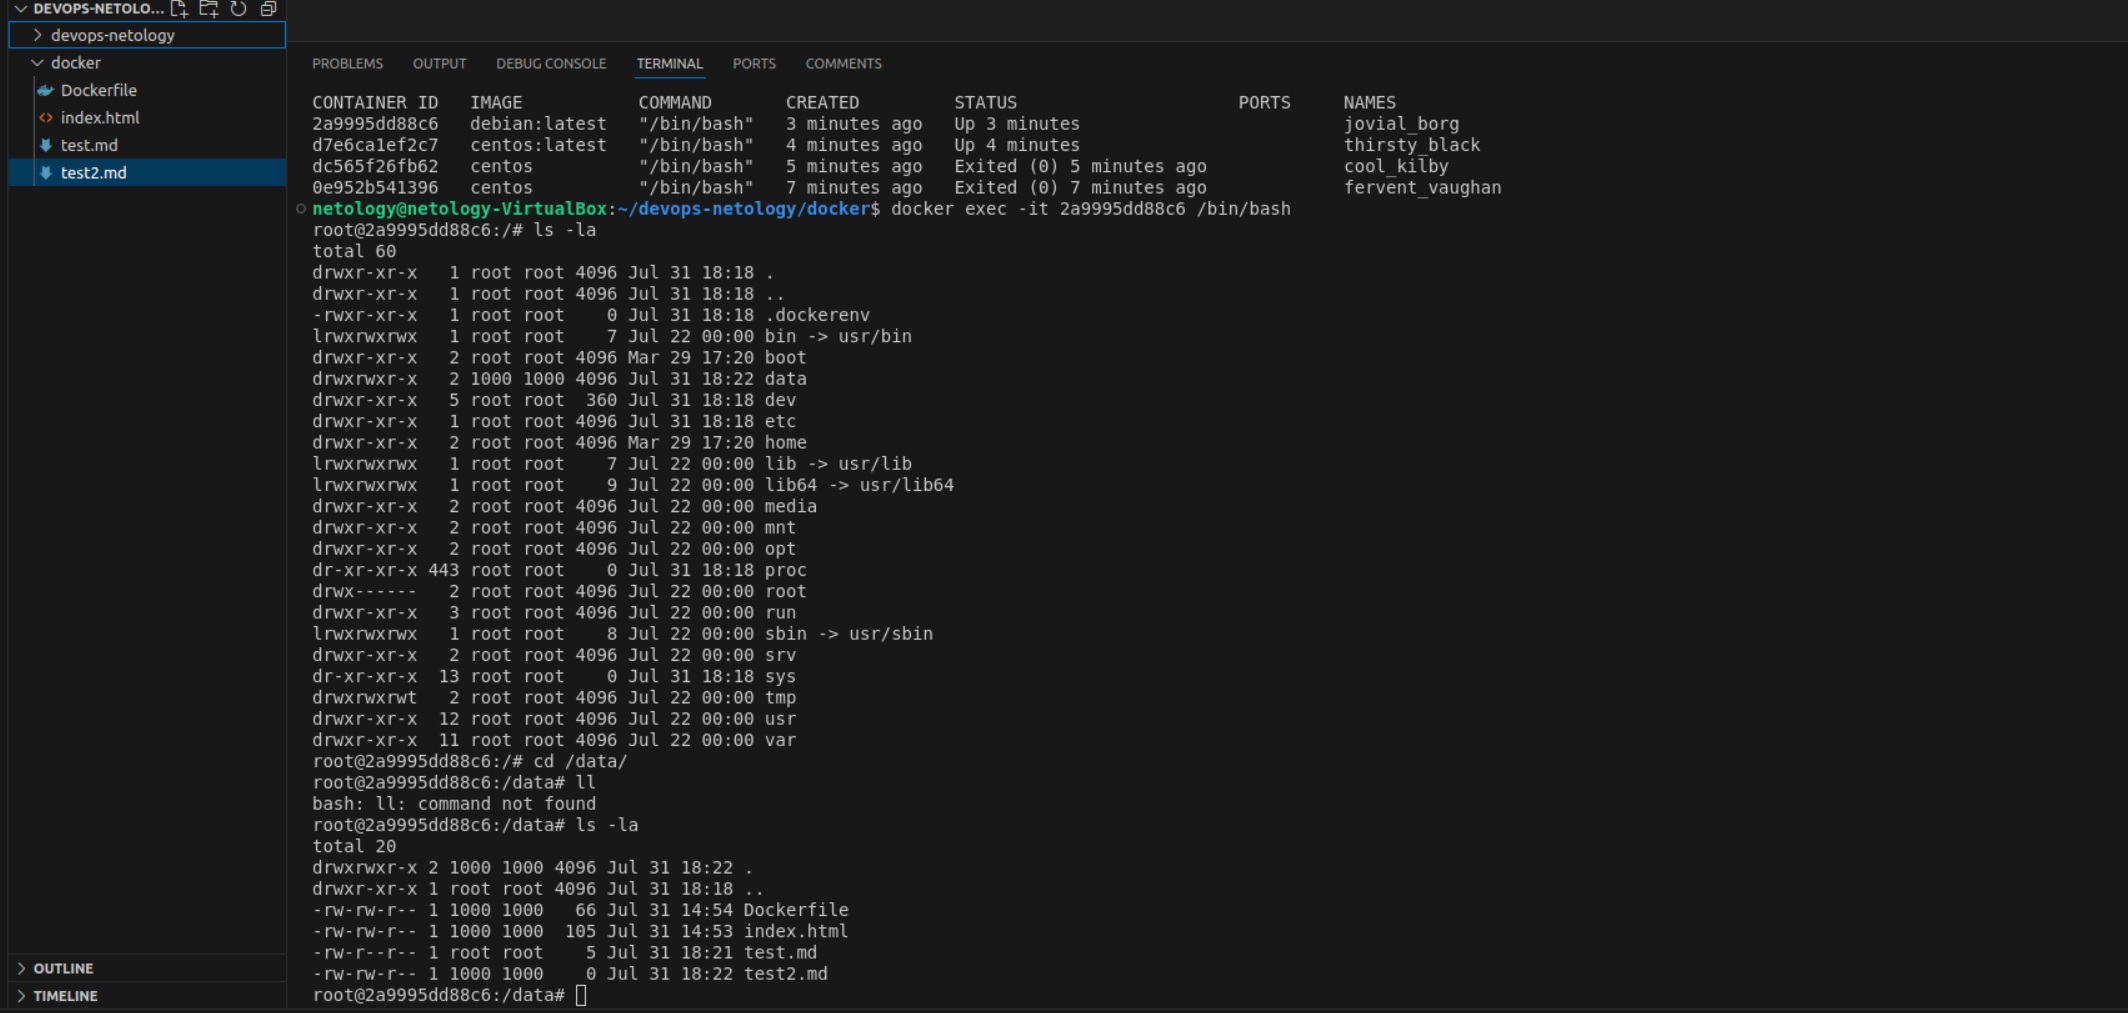 DEVOPS-NETOLO...
devops-netology
docker
Dockerfile
index.html
test.md
test2.md
OUTLINE
TIMELINE
PROBLEMS OUTPUT DEBUG CONSOLE TERMINAL PORTS COMMENTS
CONTAINER ID   IMAGE           COMMAND       CREATED         STATUS                     PORTS     NAMES
2a9995dd88c6   debian:latest   "/bin/bash"   3 minutes ago   Up 3 minutes                         jovial_borg
d7e6ca1ef2c7   centos:latest   "/bin/bash"   4 minutes ago   Up 4 minutes                         thirsty_black
dc565f26fb62   centos          "/bin/bash"   5 minutes ago   Exited (0) 5 minutes ago             cool_kilby
0e952b541396   centos          "/bin/bash"   7 minutes ago   Exited (0) 7 minutes ago             fervent_vaughan
netology@netology-VirtualBox:~/devops-netology/docker$ docker exec -it 2a9995dd88c6 /bin/bash
root@2a9995dd88c6:/# ls -la
total 60
drwxr-xr-x   1 root root 4096 Jul 31 18:18 .
drwxr-xr-x   1 root root 4096 Jul 31 18:18 ..
-rwxr-xr-x   1 root root    0 Jul 31 18:18 .dockerenv
lrwxrwxrwx   1 root root    7 Jul 22 00:00 bin -> usr/bin
drwxr-xr-x   2 root root 4096 Mar 29 17:20 boot
drwxrwxr-x   2 1000 1000 4096 Jul 31 18:22 data
drwxr-xr-x   5 root root  360 Jul 31 18:18 dev
drwxr-xr-x   1 root root 4096 Jul 31 18:18 etc
drwxr-xr-x   2 root root 4096 Mar 29 17:20 home
lrwxrwxrwx   1 root root    7 Jul 22 00:00 lib -> usr/lib
lrwxrwxrwx   1 root root    9 Jul 22 00:00 lib64 -> usr/lib64
drwxr-xr-x   2 root root 4096 Jul 22 00:00 media
drwxr-xr-x   2 root root 4096 Jul 22 00:00 mnt
drwxr-xr-x   2 root root 4096 Jul 22 00:00 opt
dr-xr-xr-x 443 root root    0 Jul 31 18:18 proc
drwx------   2 root root 4096 Jul 22 00:00 root
drwxr-xr-x   3 root root 4096 Jul 22 00:00 run
lrwxrwxrwx   1 root root    8 Jul 22 00:00 sbin -> usr/sbin
drwxr-xr-x   2 root root 4096 Jul 22 00:00 srv
dr-xr-xr-x  13 root root    0 Jul 31 18:18 sys
drwxrwxrwt   2 root root 4096 Jul 22 00:00 tmp
drwxr-xr-x  12 root root 4096 Jul 22 00:00 usr
drwxr-xr-x  11 root root 4096 Jul 22 00:00 var
root@2a9995dd88c6:/# cd /data/
root@2a9995dd88c6:/data# ll
bash: ll: command not found
root@2a9995dd88c6:/data# ls -la
total 20
drwxrwxr-x 2 1000 1000 4096 Jul 31 18:22 .
drwxr-xr-x 1 root root 4096 Jul 31 18:18 ..
-rw-rw-r-- 1 1000 1000   66 Jul 31 14:54 Dockerfile
-rw-rw-r-- 1 1000 1000  105 Jul 31 14:53 index.html
-rw-r--r-- 1 root root    5 Jul 31 18:21 test.md
-rw-rw-r-- 1 1000 1000    0 Jul 31 18:22 test2.md
root@2a9995dd88c6:/data#